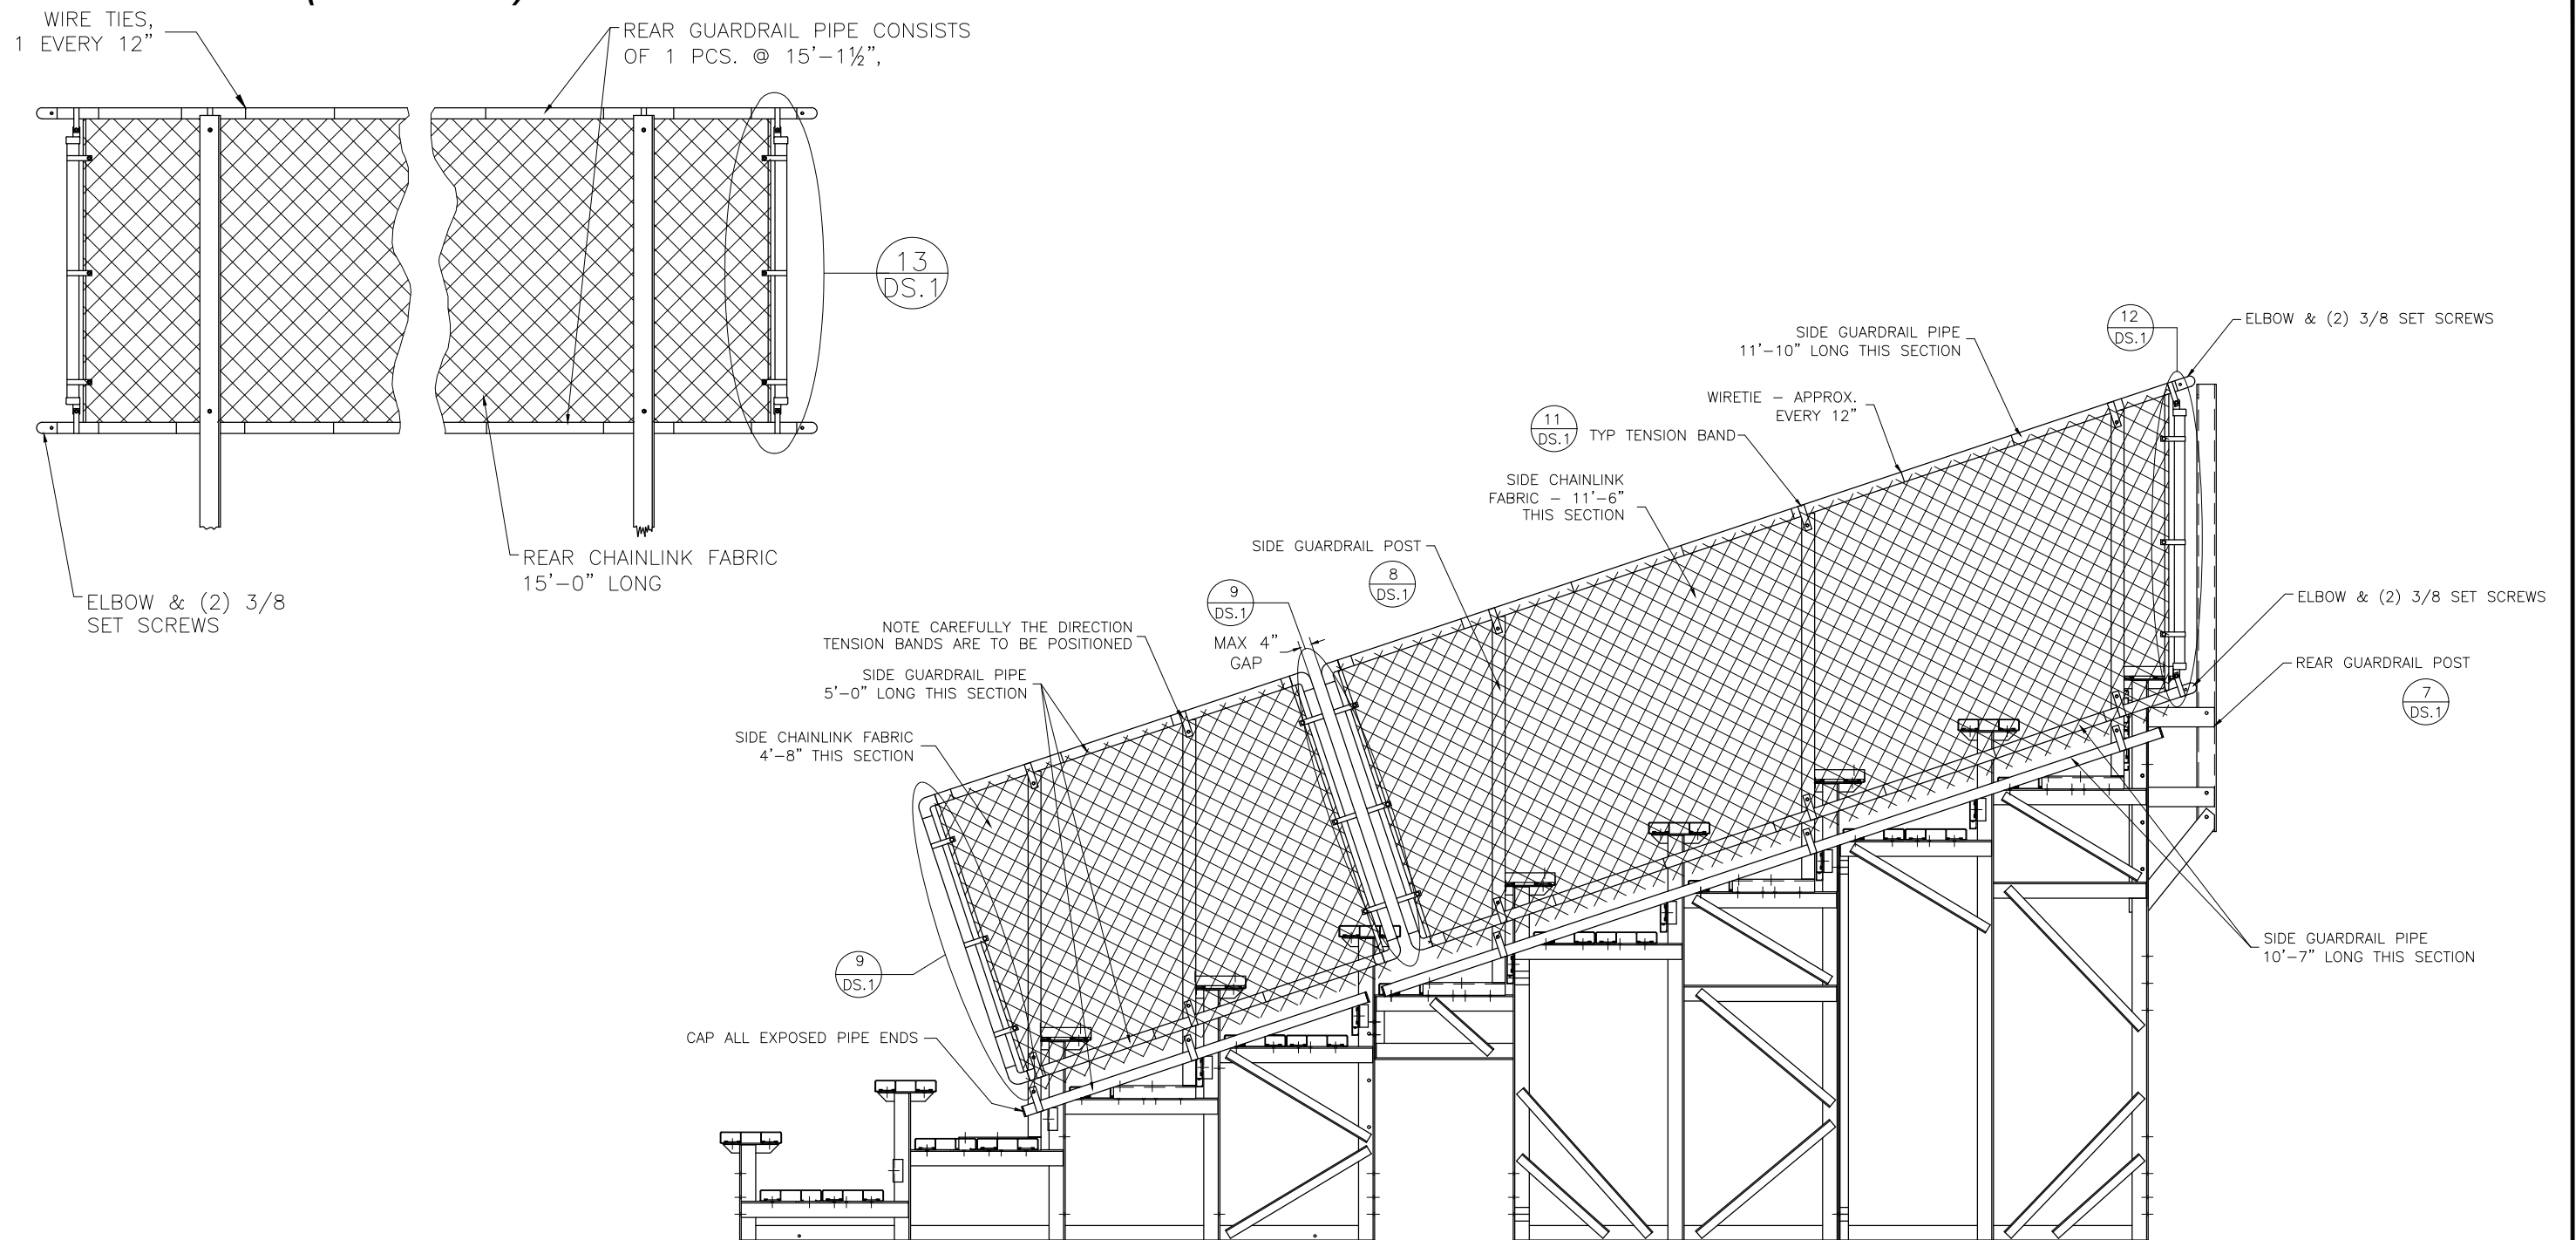 WIRE TIES,
1 EVERY 12"
REAR GUARDRAIL PIPE CONSISTS
OF 1 PCS. @ 15'-1½",
13
DS.1
REAR CHAINLINK FABRIC
15'-0" LONG
ELBOW & (2) 3/8
SET SCREWS
12
DS.1
ELBOW & (2) 3/8 SET SCREWS
SIDE GUARDRAIL PIPE
11'-10" LONG THIS SECTION
WIRETIE - APPROX.
EVERY 12"
11
DS.1
TYP TENSION BAND
SIDE CHAINLINK
FABRIC - 11'-6"
THIS SECTION
SIDE GUARDRAIL POST
8
DS.1
9
DS.1
MAX 4"
GAP
NOTE CAREFULLY THE DIRECTION
TENSION BANDS ARE TO BE POSITIONED
SIDE GUARDRAIL PIPE
5'-0" LONG THIS SECTION
SIDE CHAINLINK FABRIC
4'-8" THIS SECTION
ELBOW & (2) 3/8 SET SCREWS
REAR GUARDRAIL POST
7
DS.1
SIDE GUARDRAIL PIPE
10'-7" LONG THIS SECTION
9
DS.1
CAP ALL EXPOSED PIPE ENDS